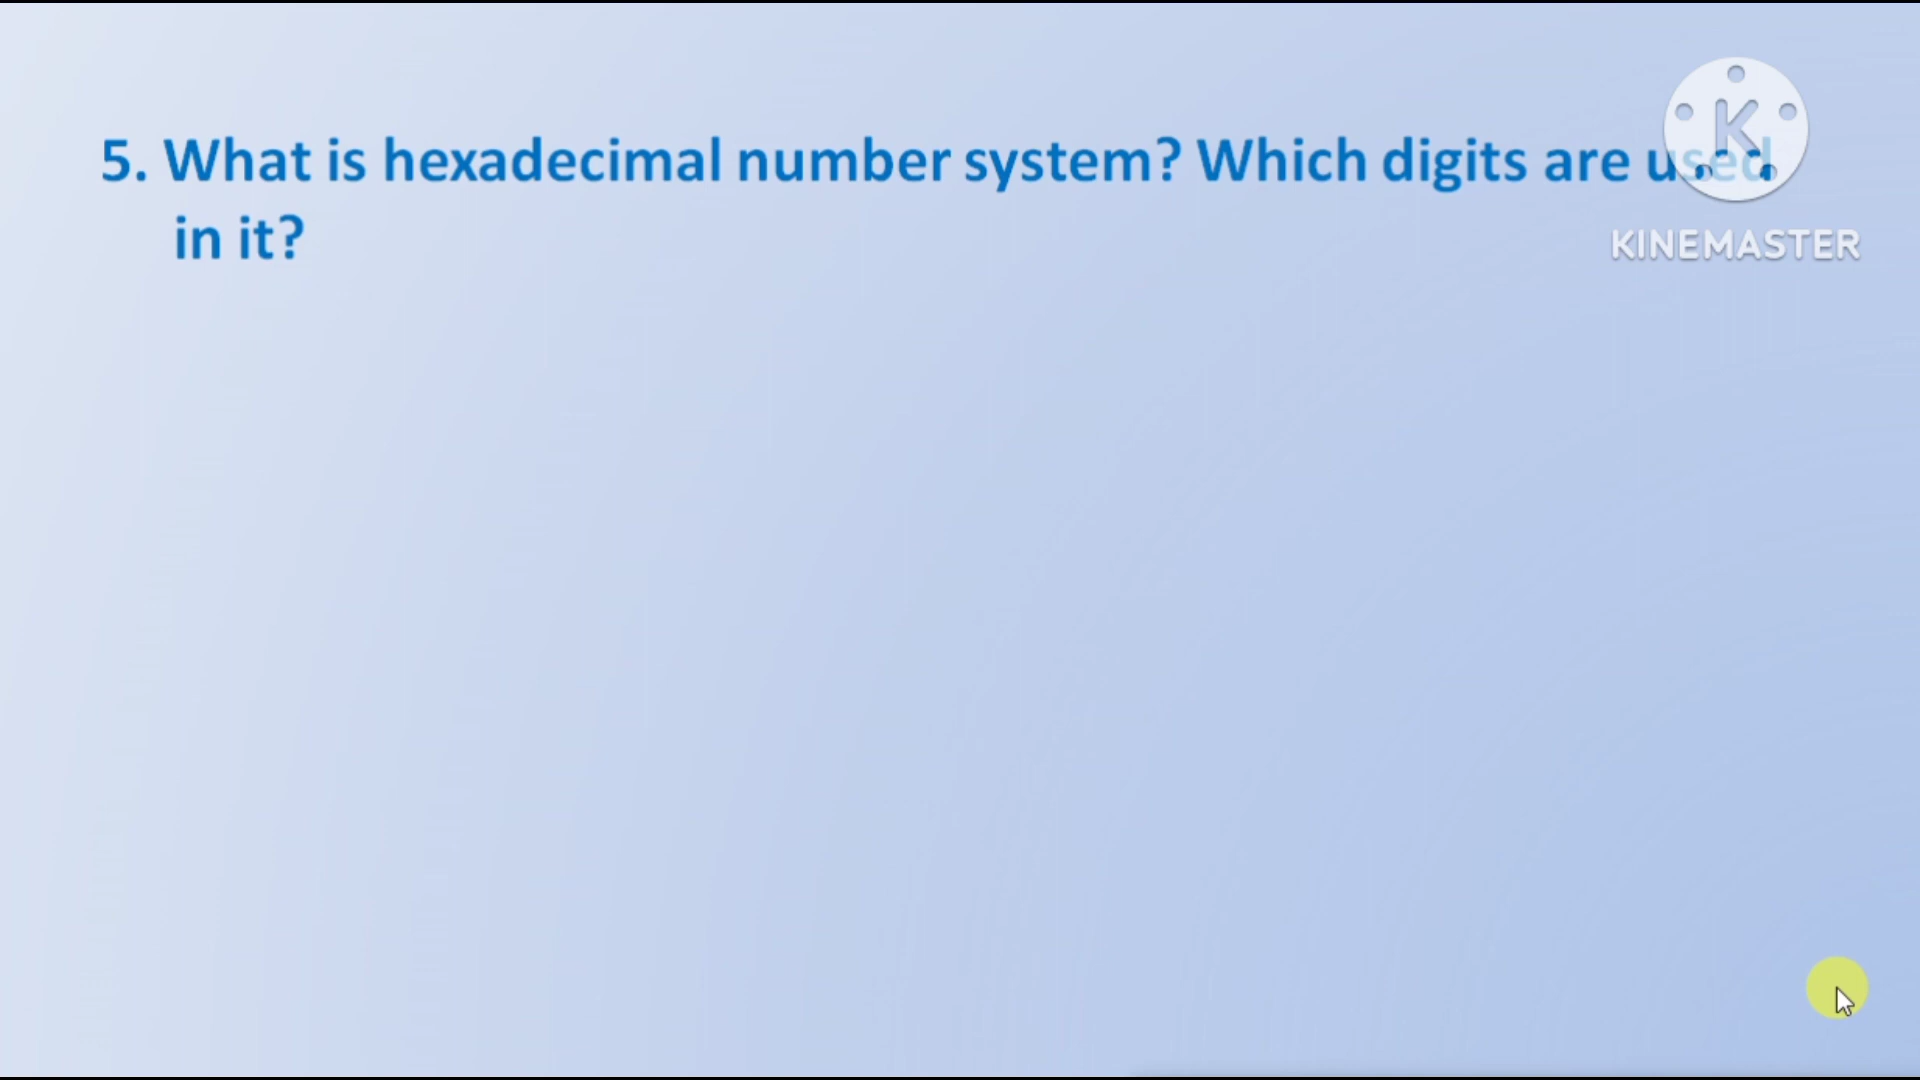 5. What is hexadecimal number system? Which digits are used
in it?
K
KINEMASTER